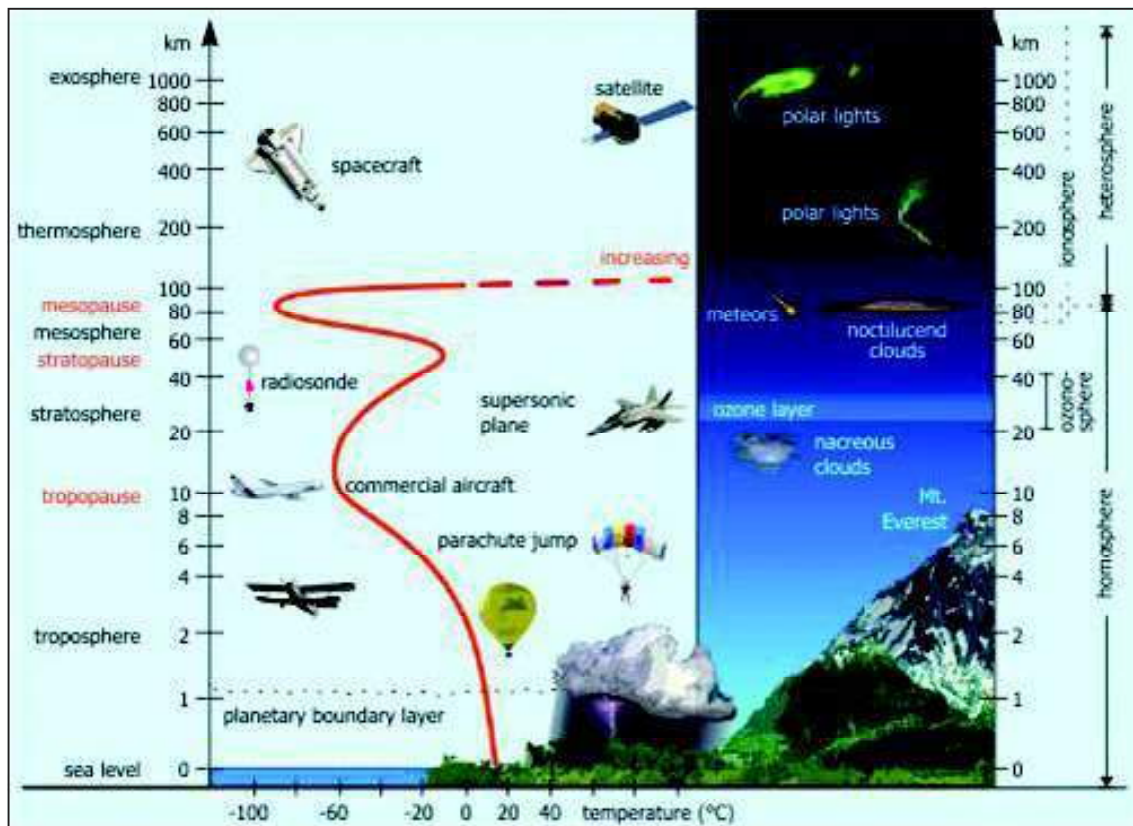 km
km
exosphere
1000
satellite
1000
800
800
polar lights
600
600
spacecraft
400
400
heterosphere
ionosphere
thermosphere
200
polar lights
200
increasing
100
100
mesopause
80
meteors
80
mesosphere
noctilucend
clouds
60
60
stratopause
40
radiosonde
40
ozono-
sphere
stratosphere
supersonic
plane
ozone layer
20
20
nacreous
clouds
tropopause
10
commercial aircraft
10
Mt.
Everest
8
8
parachute jump
6
6
4
4
homosphere
troposphere
2
2
1
1
planetary boundary layer
sea level
0
0
-100
-60
-20
0
20
40
temperature (°C)